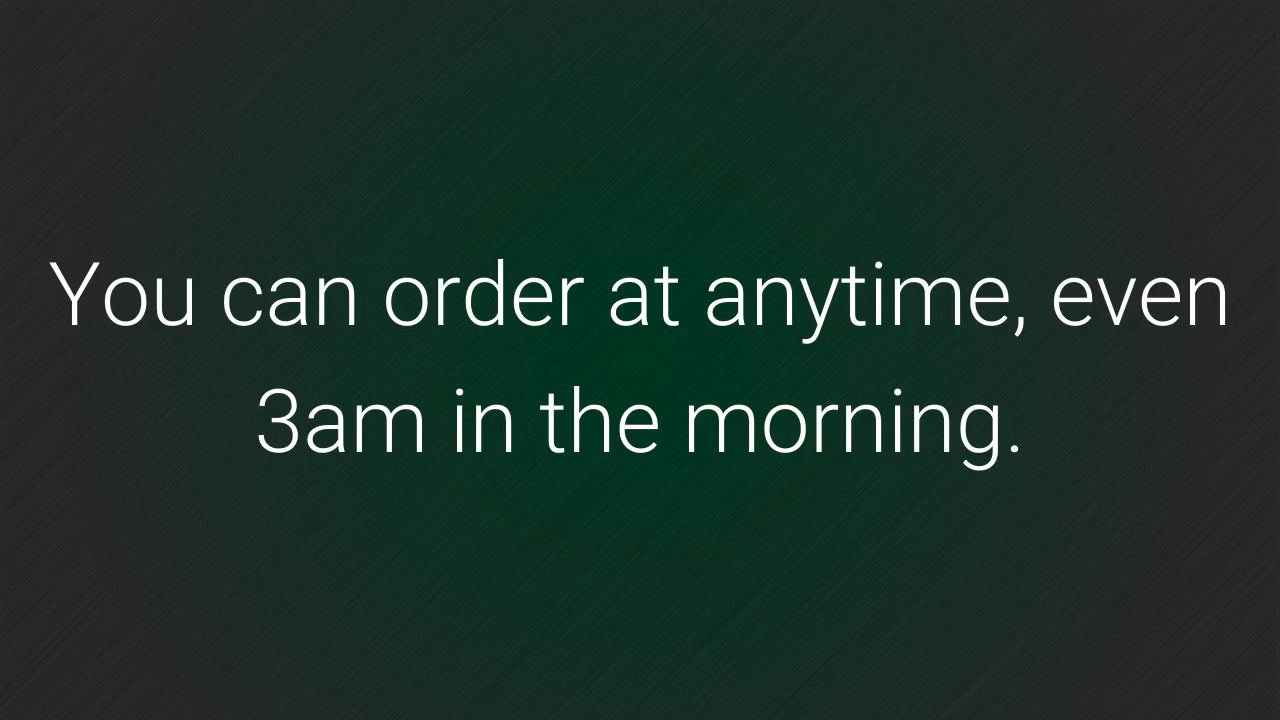 You can order at anytime, even
3am in the morning.